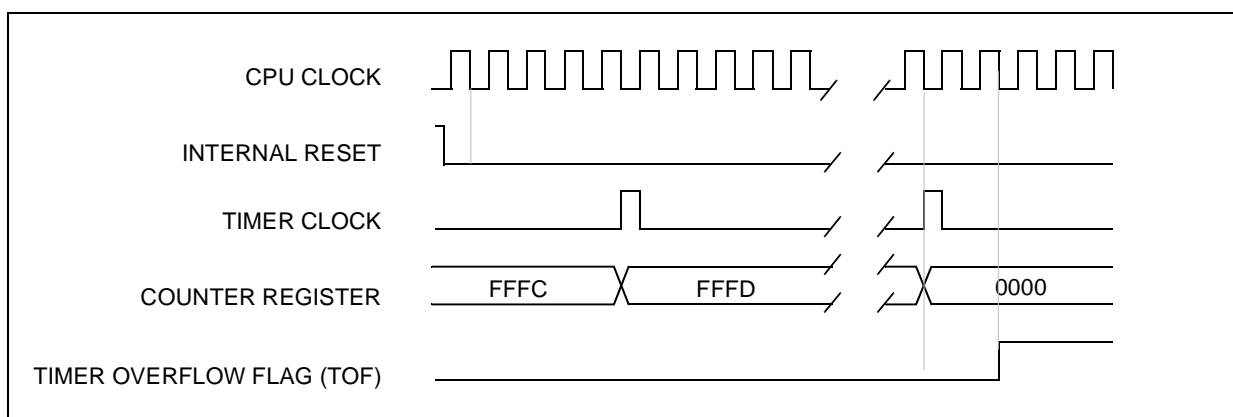 CPU CLOCK
INTERNAL RESET
TIMER CLOCK
COUNTER REGISTER
FFFC
FFFD
0000
TIMER OVERFLOW FLAG (TOF)